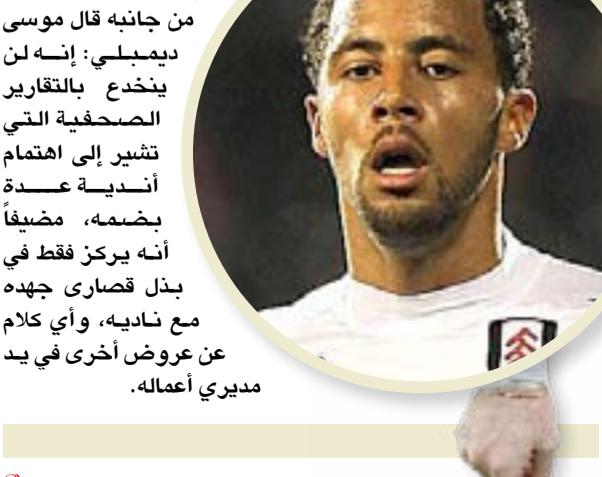 من جانبه قال موسى
ديمبلي: إنه لن
ينخدع بالتقارير
الصحفية التي
تشير إلى اهتمام
أندية عدة
بضمه، مضيفاً
أنه يركز فقط في
بذل قصارى جهده
مع ناديه، وأي كلام
عن عروض أخرى في يد
مديري أعماله.